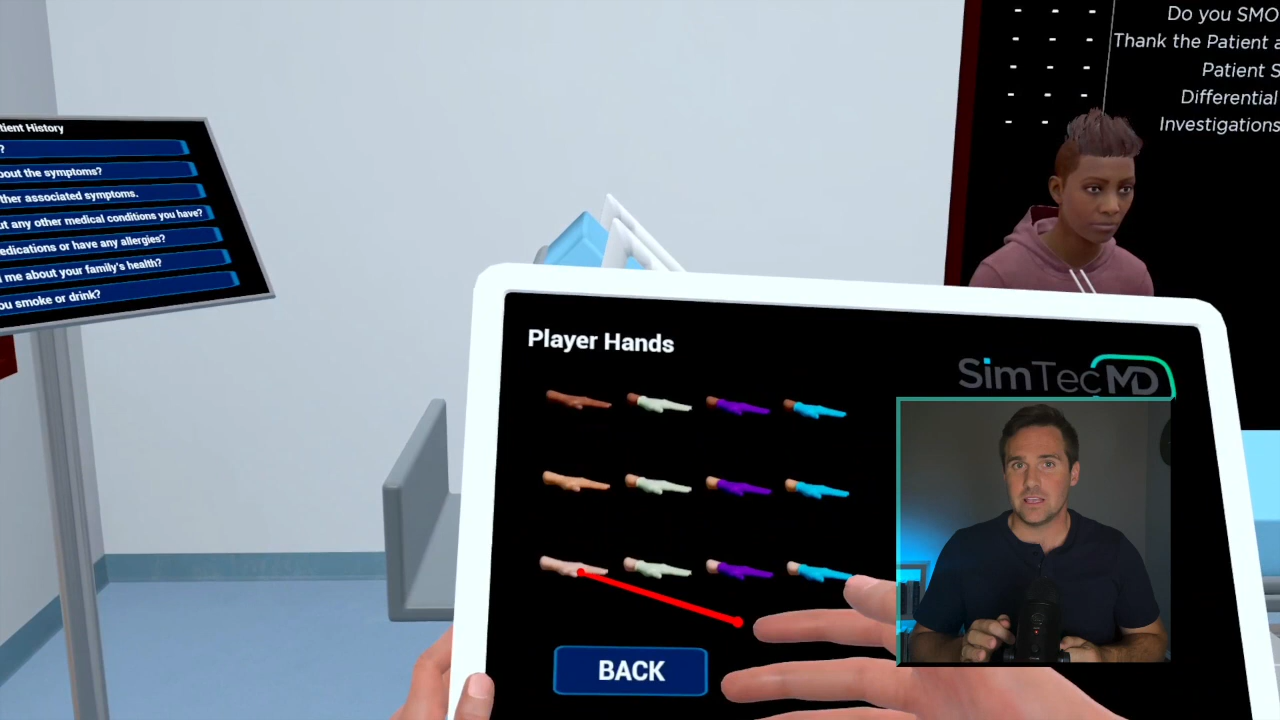 tient History
?
bout the symptoms?
ther associated symptoms.
ut any other medical conditions you have?
edications or have any allergies?
l me about your family's health?
ou smoke or drink?
Do you SMO
Thank the Patient a
Patient S
Differential
Investigations
Player Hands
SimTecMD
BACK